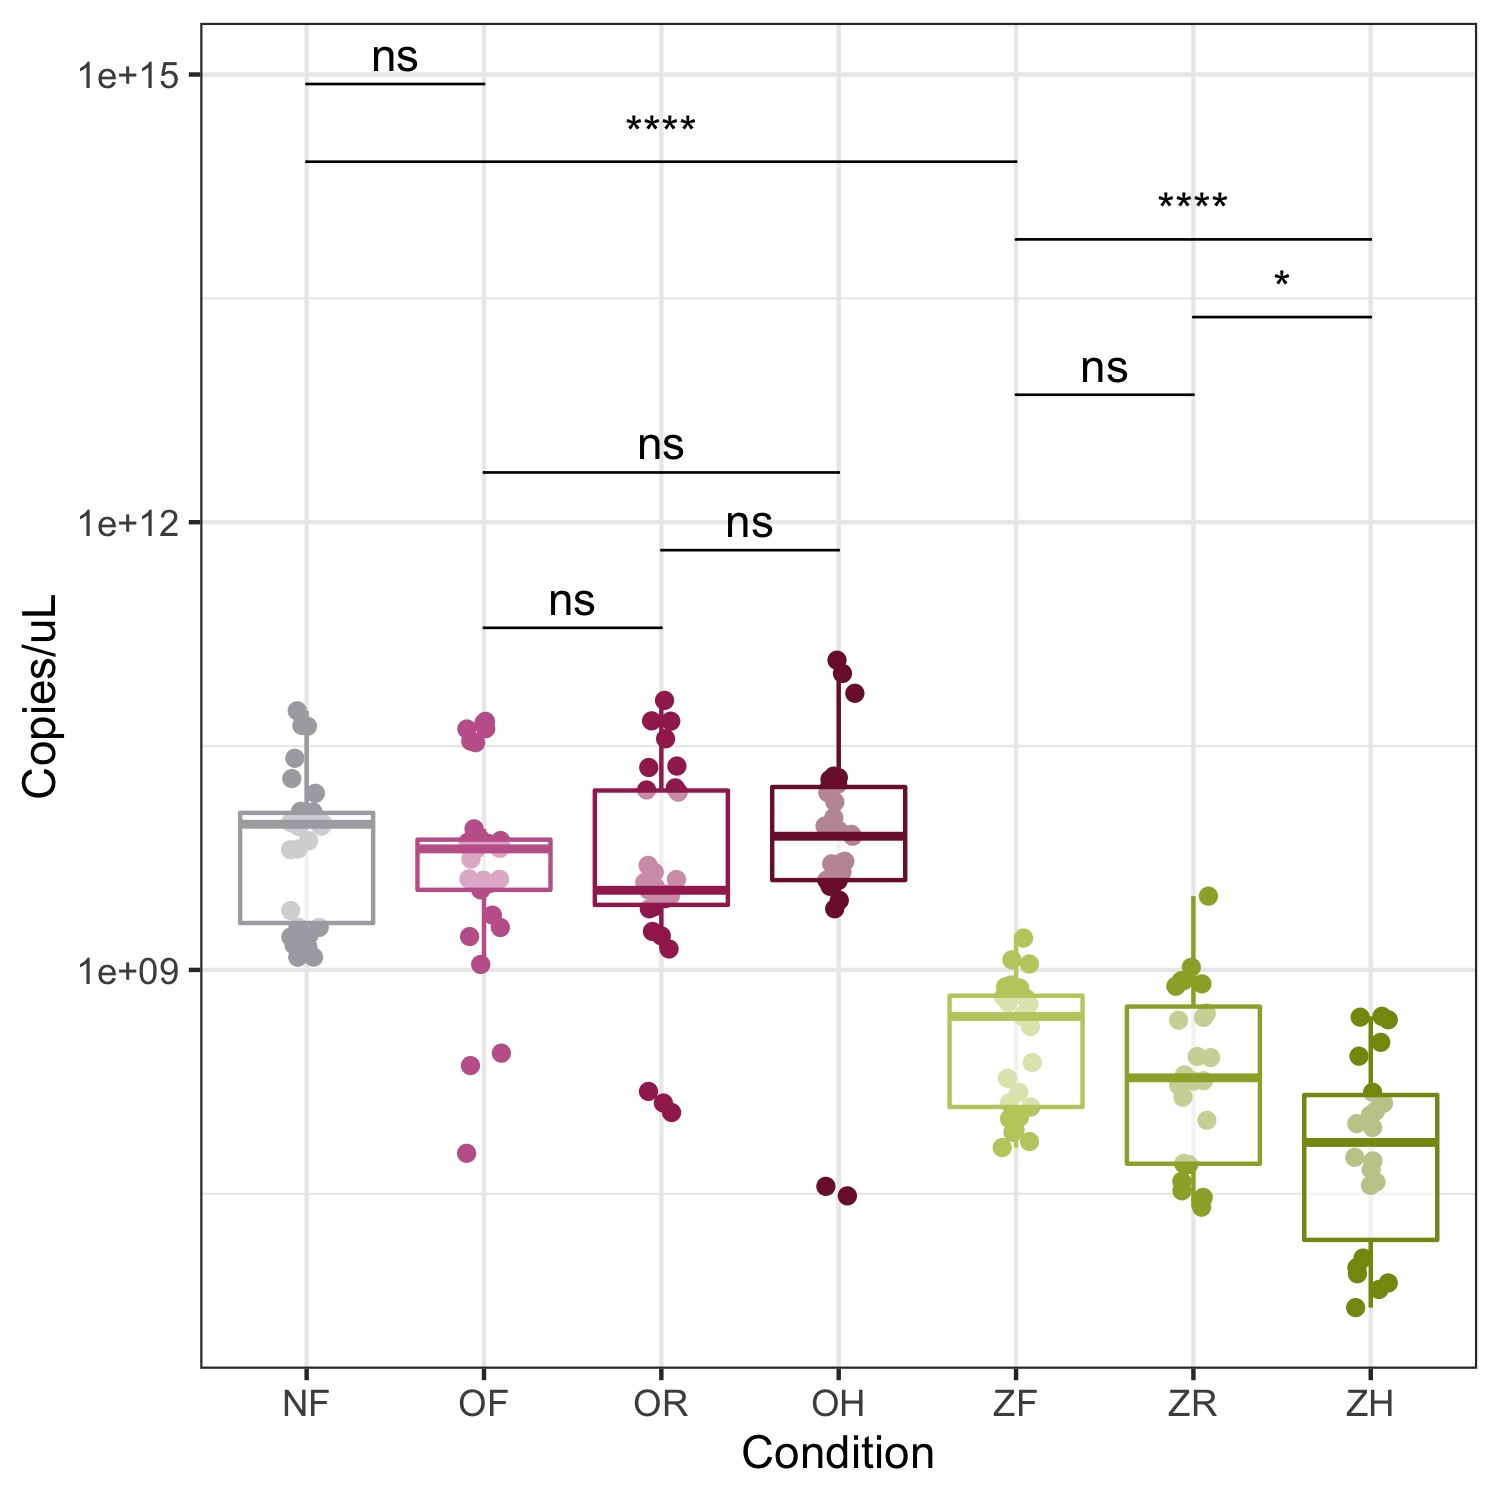 ns
1e+15
****
****
*
ns
ns
ns
1e+12
ns
Copies/uL
1e+09
NF OF OR OH ZF ZR ZH
Condition